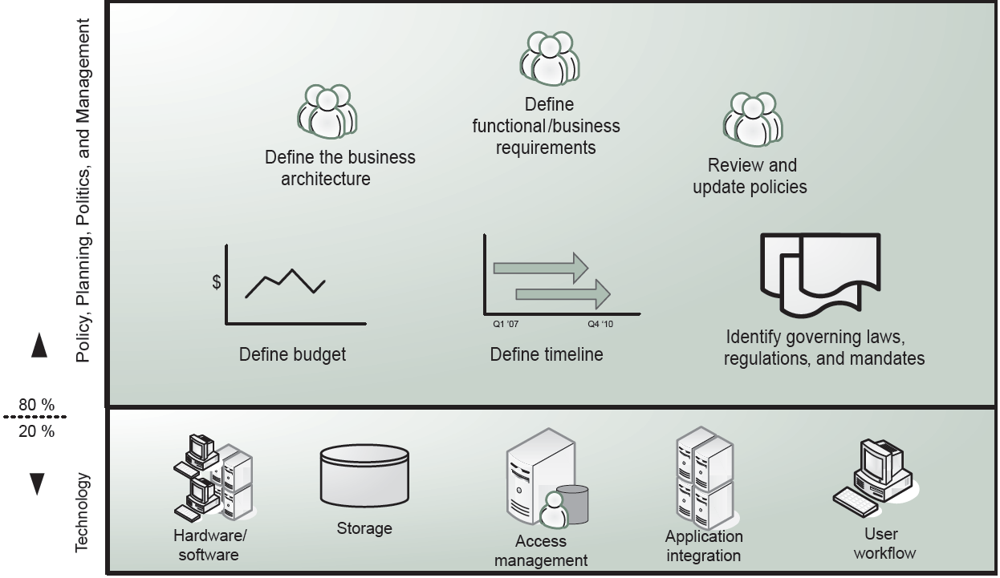 Policy, Planning, Politics, and Management
Define
functional/business
requirements
Define the business
architecture
Review and
update policies
$
Define budget
Q1 '07
Q4 '10
Define timeline
Identify governing laws,
regulations, and mandates
80 %
20 %
Technology
Hardware/
software
Storage
Access
management
Application
integration
User
workflow